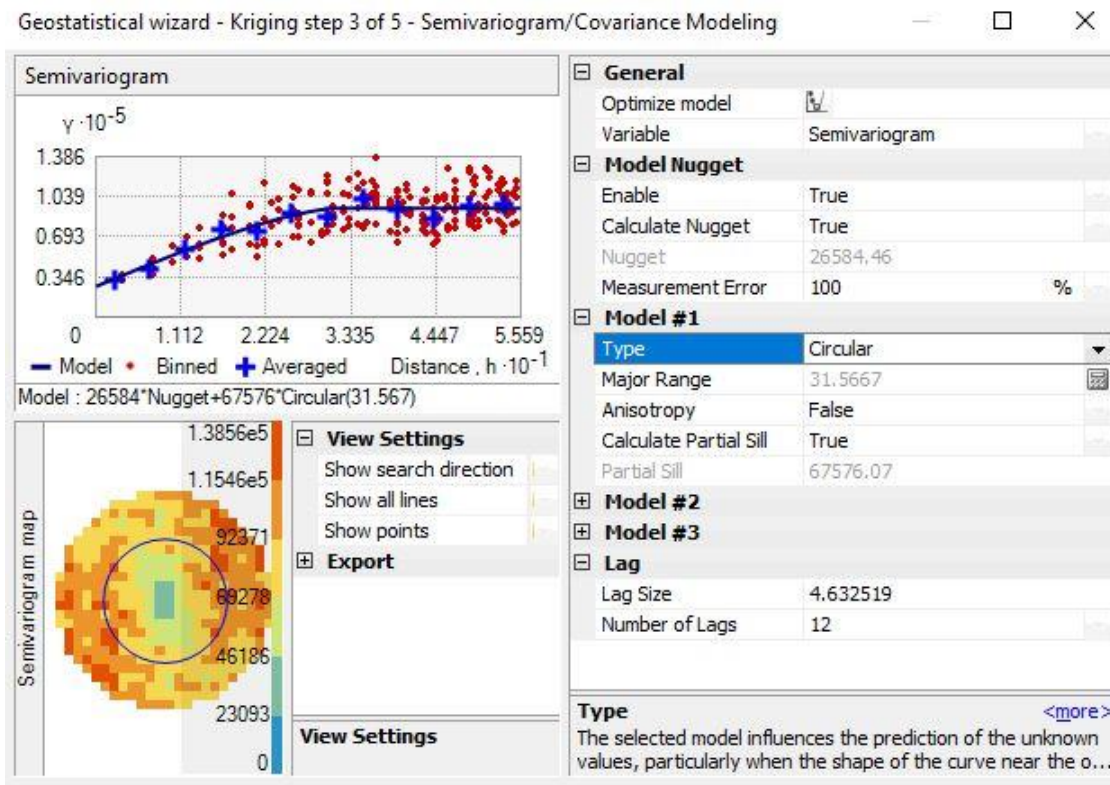 Geostatistical wizard - Kriging step 3 of 5 - Semivariogram/Covariance Modeling
Semivariogram
γ ·10⁻⁵
1.386
1.039
0.693
0.346
0 1.112 2.224 3.335 4.447 5.559
Model Binned Averaged Distance , h ·10⁻¹
Model : 26584*Nugget+67576*Circular(31.567)
Semivariogram map
1.3856e5
1.1546e5
92371
69278
46186
23093
0
View Settings
Show search direction
Show all lines
Show points
Export
View Settings
General
Optimize model
Variable Semivariogram
Model Nugget
Enable True
Calculate Nugget True
Nugget 26584.46
Measurement Error 100 %
Model #1
Type Circular
Major Range 31.5667
Anisotropy False
Calculate Partial Sill True
Partial Sill 67576.07
Model #2
Model #3
Lag
Lag Size 4.632519
Number of Lags 12
Type <more>
The selected model influences the prediction of the unknown
values, particularly when the shape of the curve near the o...